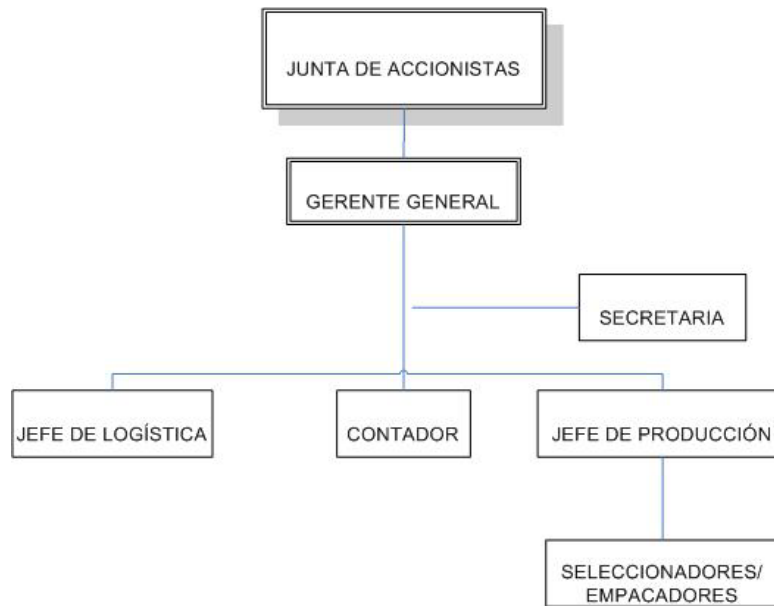 JUNTA DE ACCIONISTAS
GERENTE GENERAL
SECRETARIA
JEFE DE LOGÍSTICA
CONTADOR
JEFE DE PRODUCCIÓN
SELECCIONADORES/
EMPACADORES